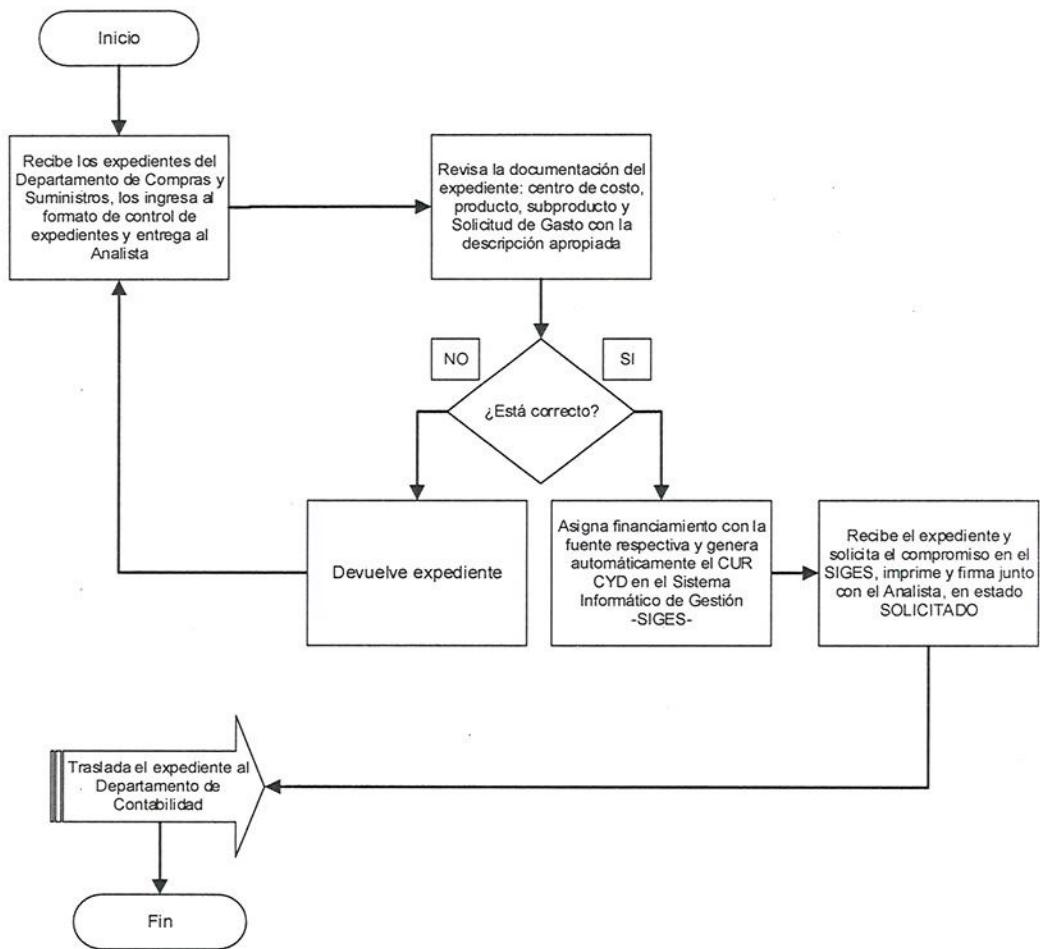 Inicio
Recibe los expedientes del
Departamento de Compras y
Suministros, los ingresa al
formato de control de
expedientes y entrega al
Analista
Revisa la documentación del
expediente: centro de costo,
producto, subproducto y
Solicitud de Gasto con la
descripción apropiada
NO
SI
¿Está correcto?
Devuelve expediente
Asigna financiamiento con la
fuente respectiva y genera
automáticamente el CUR
CYD en el Sistema
Informático de Gestión
-SIGES-
Recibe el expediente y
solicita el compromiso en el
SIGES, imprime y firma junto
con el Analista, en estado
SOLICITADO
Traslada el expediente al
Departamento de
Contabilidad
Fin